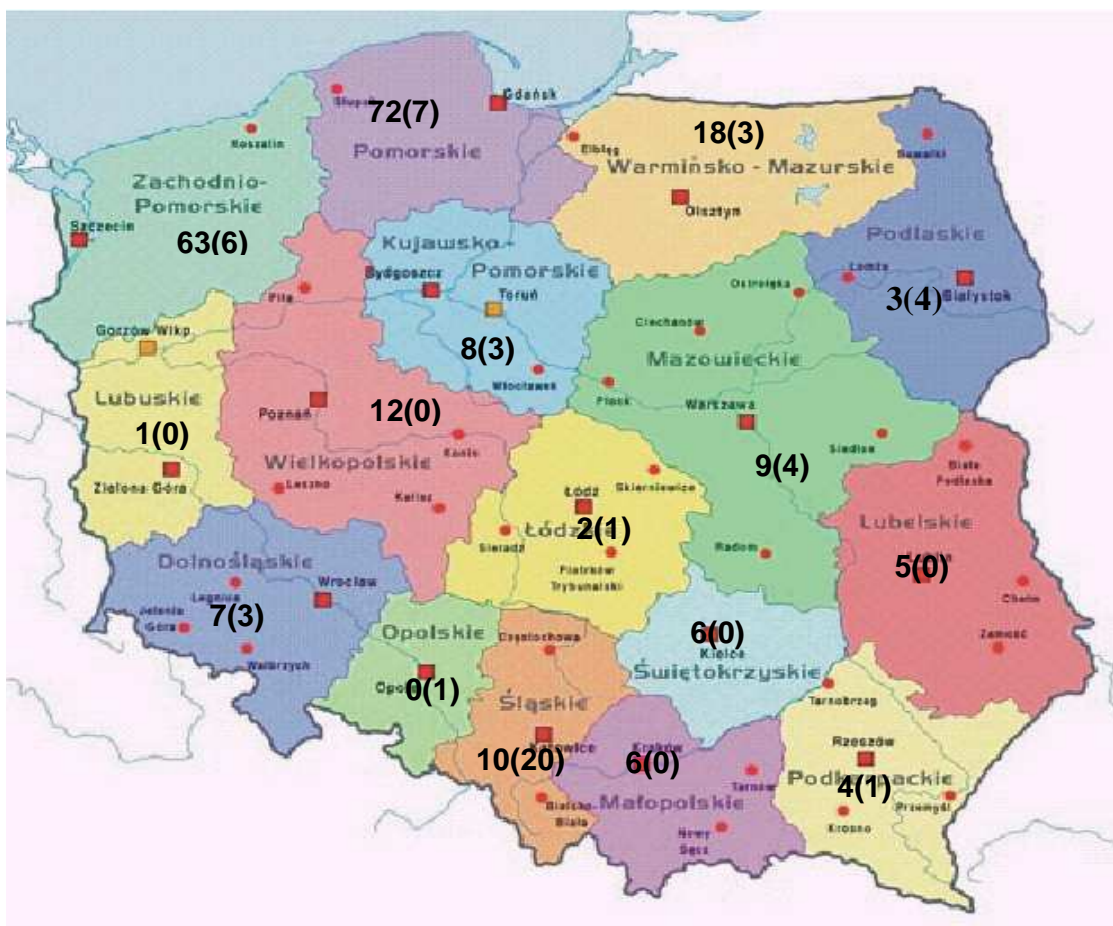 Gdańsk
Słupsk
72(7)
Pomorskie
Koszalin
Elbląg
18(3)
Warmińsko - Mazurskie
Olsztyn
Suwałki
Zachodnio-
Pomorskie
Szczecin
63(6)
Kujawsko-
Pomorskie
Bydgoszcz
Toruń
8(3)
Włocławek
Podlaskie
Łomża
Białystok
3(4)
Ostrołęka
Ciechanów
Mazowieckie
Płock
Warszawa
Siedlce
9(4)
Radom
Piła
Gorzów Wlkp
Lubuskie
1(0)
Zielona Góra
Poznań
12(0)
Konin
Wielkopolskie
Leszno
Kalisz
Łódź
Skierniewice
2(1)
Łódzkie
Sieradz
Piotrków
Trybunalski
Biała
Podlaska
Lubelskie
5(0)
Chełm
Zamość
Dolnośląskie
Legnica
Wrocław
Jelenia
Góra
7(3)
Wałbrzych
Opolskie
Opole
0(1)
Częstochowa
Śląskie
Katowice
10(20)
Bielsko
Biała
6(0)
Kielce
Świętokrzyskie
Kraków
6(0)
Tarnów
Małopolskie
Nowy
Sącz
Tarnobrzeg
Rzeszów
Podkarpackie
4(1)
Przemyśl
Krosno